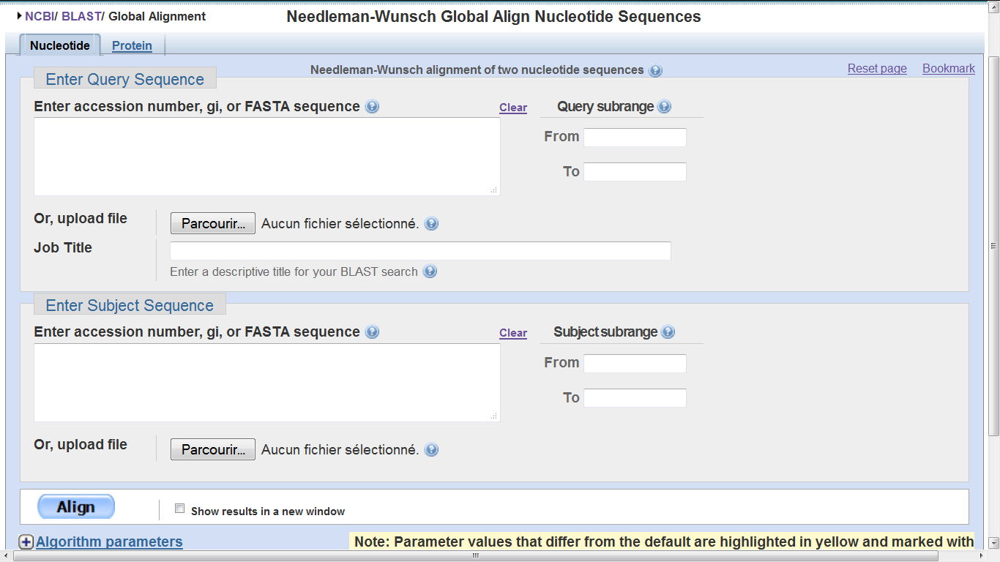 NCBI/ BLAST/ Global Alignment
Needleman-Wunsch Global Align Nucleotide Sequences
Nucleotide
Protein
Needleman-Wunsch alignment of two nucleotide sequences
Reset page
Bookmark
Enter Query Sequence
Enter accession number, gi, or FASTA sequence
Clear
Query subrange
From
To
Or, upload file
Parcourir... Aucun fichier sélectionné.
Job Title
Enter a descriptive title for your BLAST search
Enter Subject Sequence
Enter accession number, gi, or FASTA sequence
Clear
Subject subrange
From
To
Or, upload file
Parcourir... Aucun fichier sélectionné.
Align
Show results in a new window
Algorithm parameters
Note: Parameter values that differ from the default are highlighted in yellow and marked with